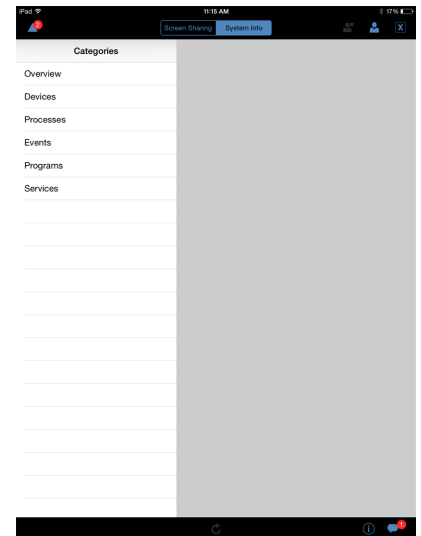 iPad 11:15 AM 17%
2 Screen Sharing System Info X
Categories
Overview
Devices
Processes
Events
Programs
Services
i 1